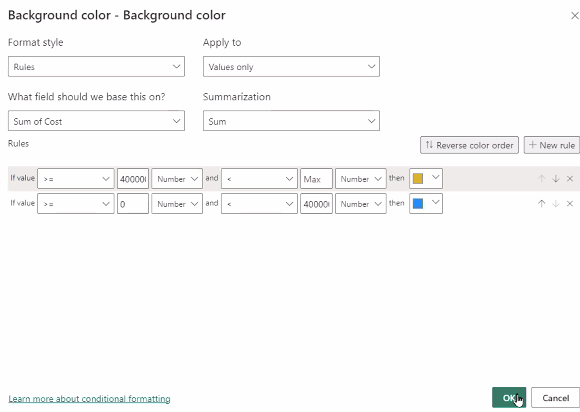 Background color - Background color
Format style
Apply to
Rules
Values only
What field should we base this on?
Summarization
Sum of Cost
Sum
Rules
Reverse color order
New rule
If value >= Number and < Max Number then
If value >= 0 Number and < Number then
Learn more about conditional formatting
OK
Cancel